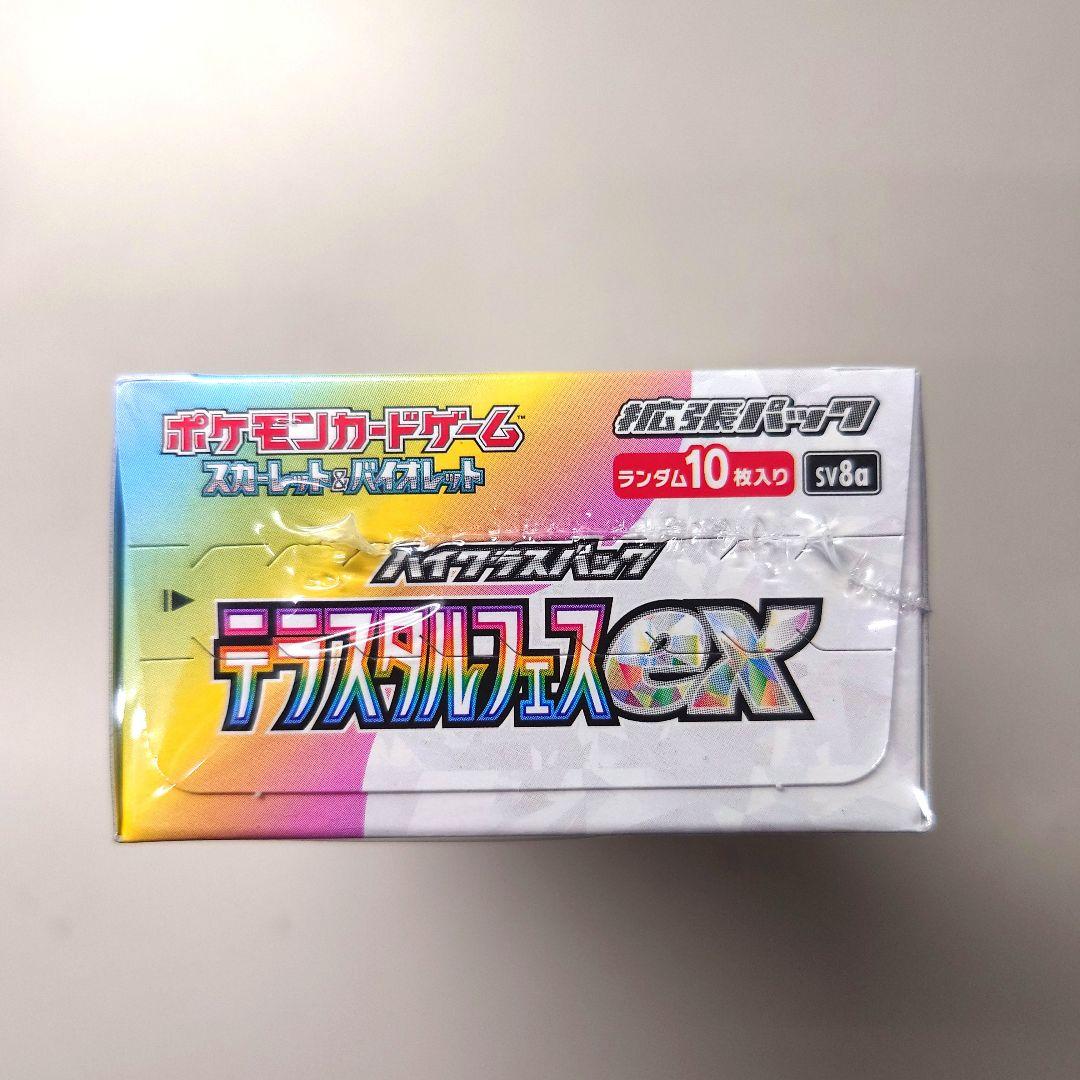 ポケモンカードゲーム™
スカーレット&バイオレット
拡張パック
ランダム10枚入り
SV8a
ハイクラスパック
テラスタルフェスex